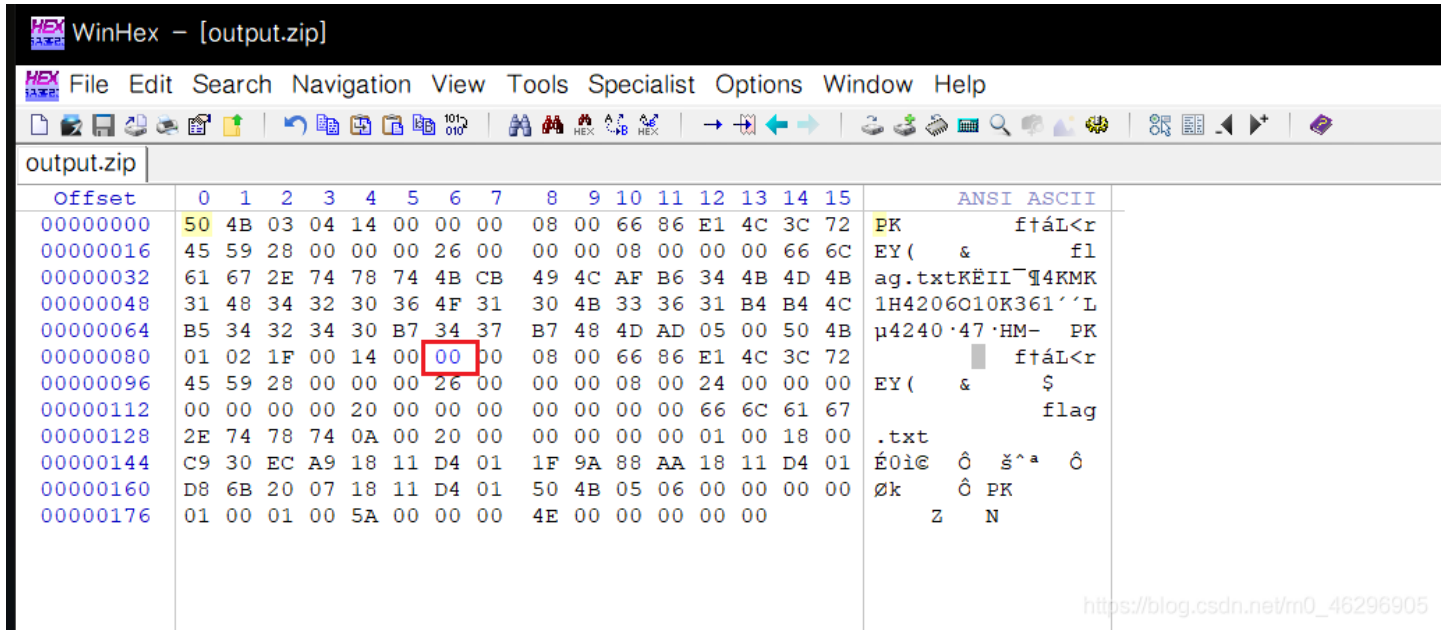 WinHex - [output.zip]
File Edit Search Navigation View Tools Specialist Options Window Help
output.zip
Offset 0 1 2 3 4 5 6 7 8 9 10 11 12 13 14 15 ANSI ASCII
00000000 50 4B 03 04 14 00 00 00 08 00 66 86 E1 4C 3C 72 PK f†áL<r
00000016 45 59 28 00 00 00 26 00 00 00 08 00 00 00 66 6C EY( & fl
00000032 61 67 2E 74 78 74 4B CB 49 4C AF B6 34 4B 4D 4B ag.txtKËIL¯¶4KMK
00000048 31 48 34 32 30 36 4F 31 30 4B 33 36 31 B4 B4 4C 1H4206O10K361´´L
00000064 B5 34 32 34 30 B7 34 37 B7 48 4D AD 05 00 50 4B µ4240·47·HM- PK
00000080 01 02 1F 00 14 00 00 00 08 00 66 86 E1 4C 3C 72 f†áL<r
00000096 45 59 28 00 00 00 26 00 00 00 08 00 24 00 00 00 EY( & $
00000112 00 00 00 00 20 00 00 00 00 00 00 00 66 6C 61 67 flag
00000128 2E 74 78 74 0A 00 20 00 00 00 00 00 01 00 18 00 .txt
00000144 C9 30 EC A9 18 11 D4 01 1F 9A 88 AA 18 11 D4 01 É0ì© Ô šˆª Ô
00000160 D8 6B 20 07 18 11 D4 01 50 4B 05 06 00 00 00 00 Øk Ô PK
00000176 01 00 01 00 5A 00 00 00 4E 00 00 00 00 00 Z N
https://blog.csdn.net/m0_46296905